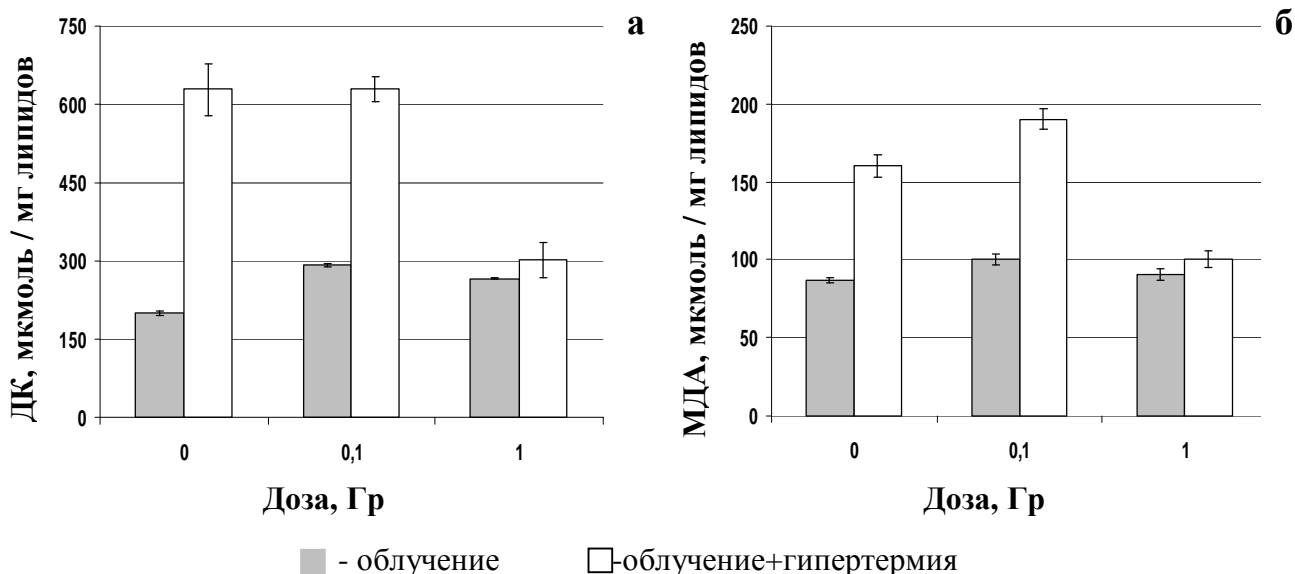 а
ДК, мкмоль / мг липидов
750
600
450
300
150
0
0
0,1
1
Доза, Гр
б
МДА, мкмоль / мг липидов
250
200
150
100
50
0
0
0,1
1
Доза, Гр
- облучение
-облучение+гипертермия